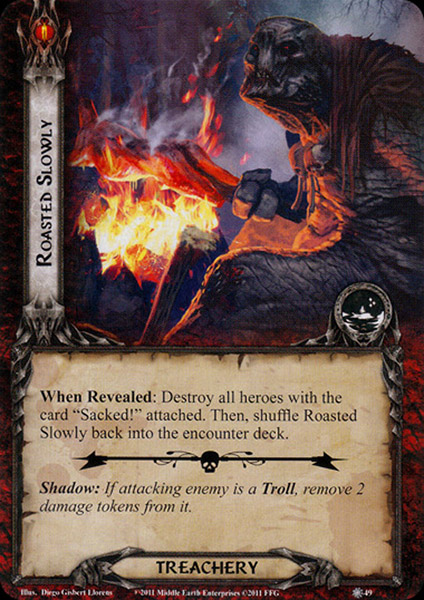 ROASTED SLOWLY
When Revealed: Destroy all heroes with the
card “Sacked!” attached. Then, shuffle Roasted
Slowly back into the encounter deck.
Shadow: If attacking enemy is a Troll, remove 2
damage tokens from it.
TREACHERY
Illus. Diego Gisbert Llorens ©2011 Middle Earth Enterprises ©2011 FFG 49